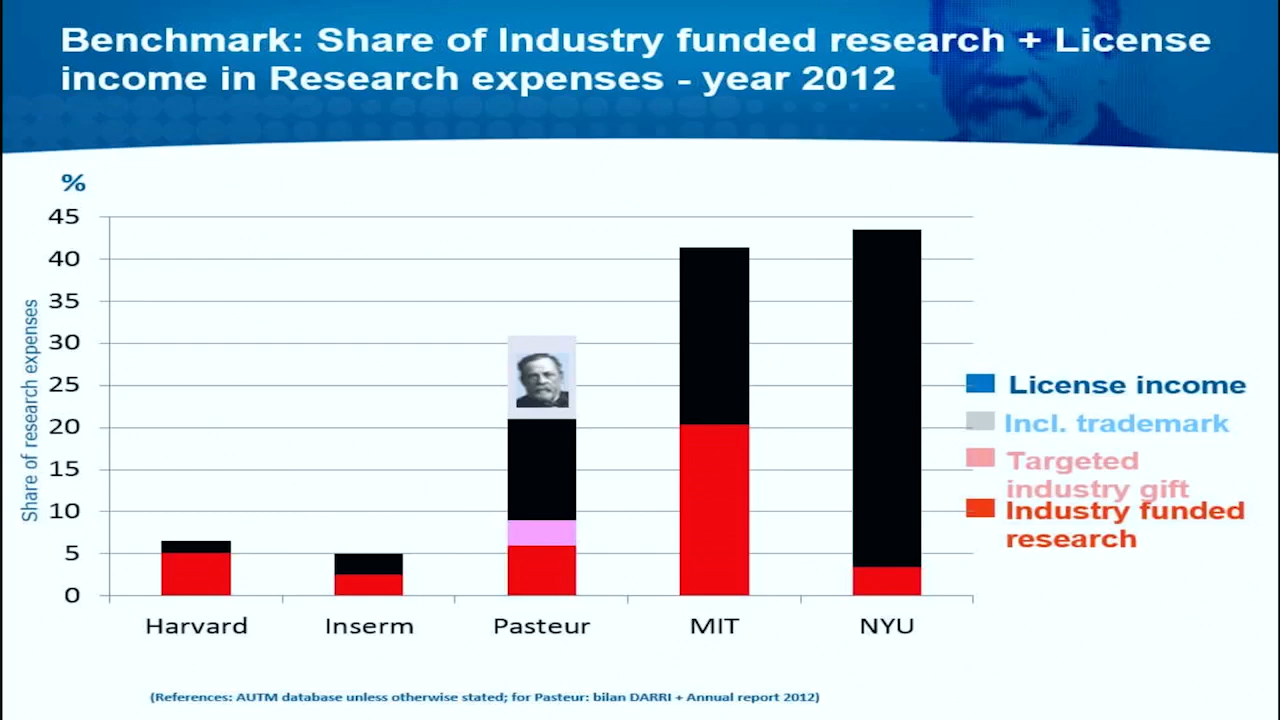 Benchmark: Share of Industry funded research + License
income in Research expenses - year 2012
%
45
40
35
30
25
20
15
10
5
0
Share of research expenses
Harvard
Inserm
Pasteur
MIT
NYU
License income
Incl. trademark
Targeted
industry gift
Industry funded
research
(References: AUTM database unless otherwise stated; for Pasteur: bilan DARRI + Annual report 2012)